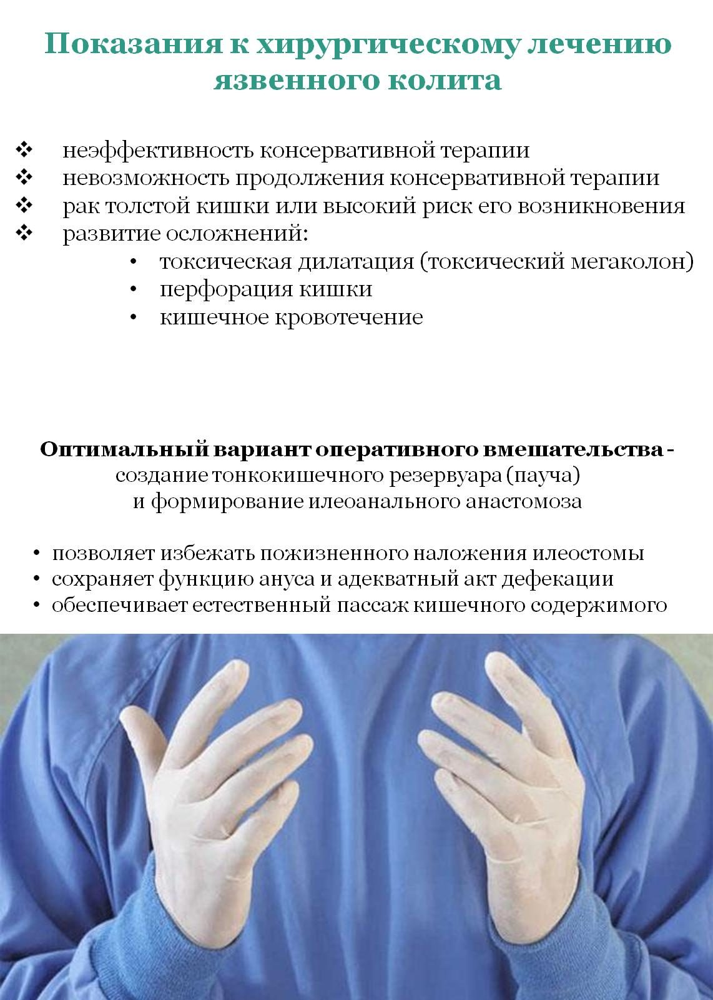 Показания к хирургическому лечению
язвенного колита
❖ неэффективность консервативной терапии
❖ невозможность продолжения консервативной терапии
❖ рак толстой кишки или высокий риск его возникновения
❖ развитие осложнений:
• токсическая дилатация (токсический мегаколон)
• перфорация кишки
• кишечное кровотечение
Оптимальный вариант оперативного вмешательства -
создание тонкокишечного резервуара (пауча)
и формирование илеоанального анастомоза
• позволяет избежать пожизненного наложения илеостомы
• сохраняет функцию ануса и адекватный акт дефекации
• обеспечивает естественный пассаж кишечного содержимого